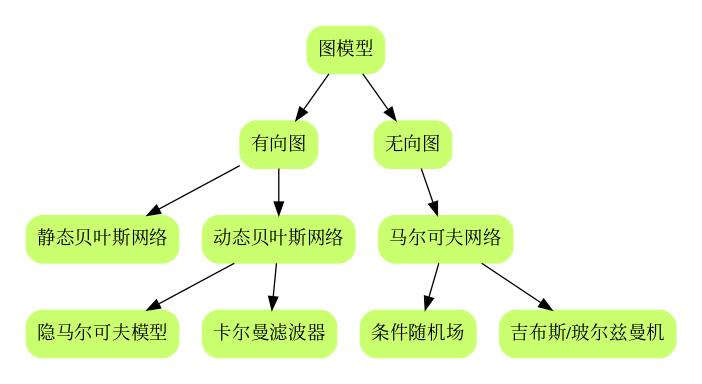 图模型
有向图
无向图
静态贝叶斯网络
动态贝叶斯网络
马尔可夫网络
隐马尔可夫模型
卡尔曼滤波器
条件随机场
吉布斯/玻尔兹曼机